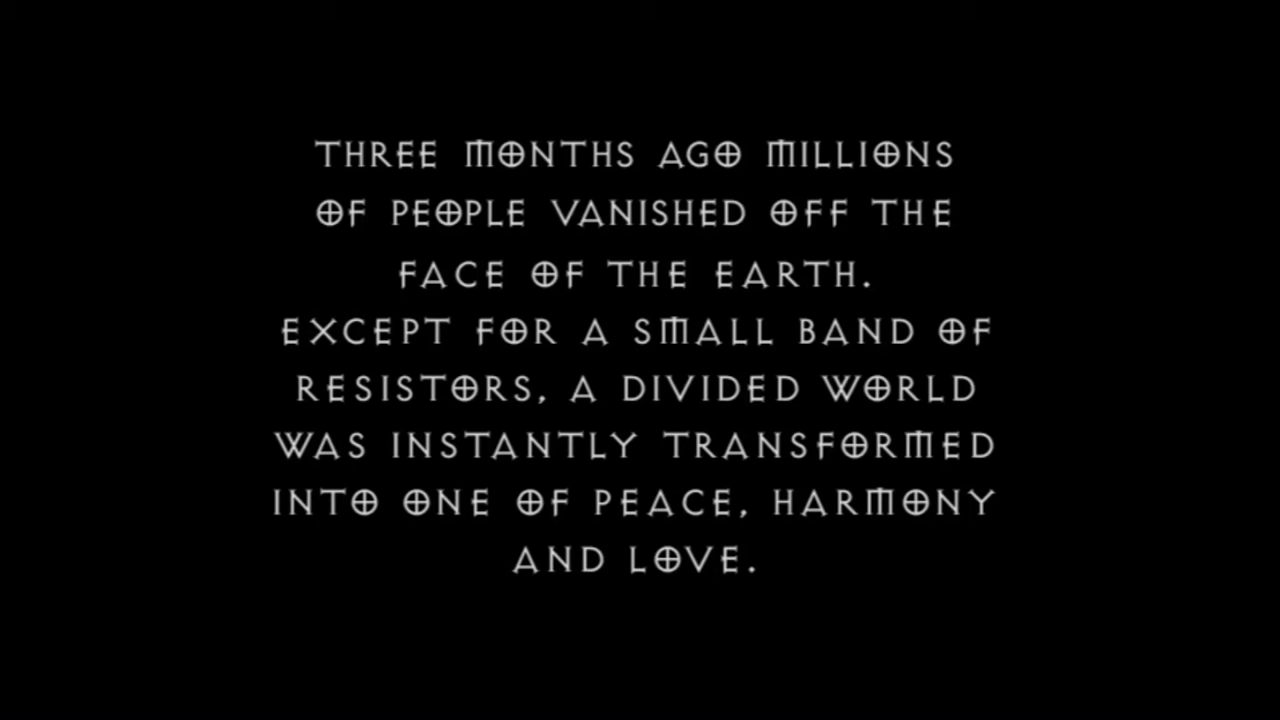 THREE MONTHS AGO MILLIONS
OF PEOPLE VANISHED OFF THE
FACE OF THE EARTH.
EXCEPT FOR A SMALL BAND OF
RESISTORS, A DIVIDED WORLD
WAS INSTANTLY TRANSFORMED
INTO ONE OF PEACE, HARMONY
AND LOVE.